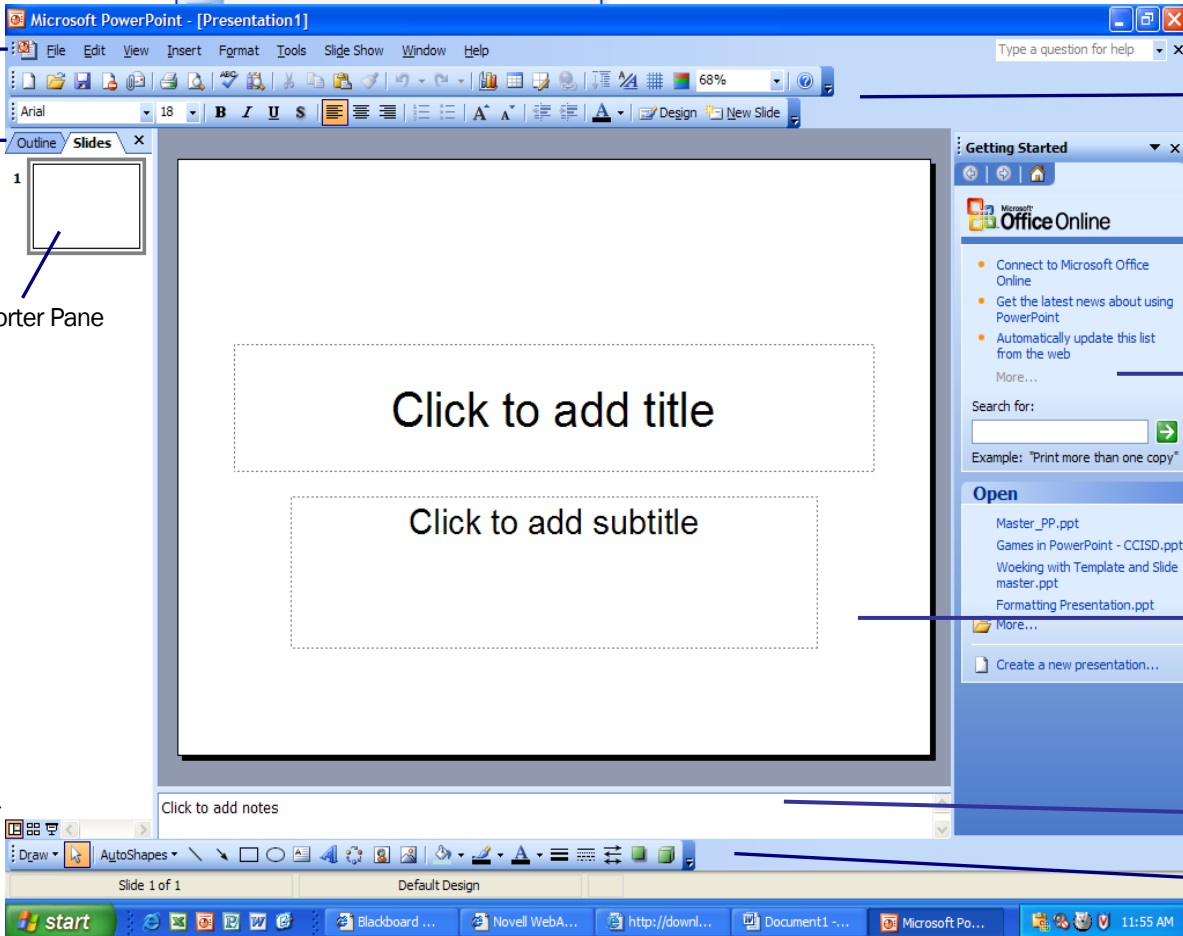 Microsoft PowerPoint - [Presentation1]
File Edit View Insert Format Tools Slide Show Window Help
Type a question for help
68%
Arial 18 B I U S A A A Design New Slide
Outline Slides
Getting Started
1
Microsoft
Office Online
Connect to Microsoft Office
Online
Get the latest news about using
PowerPoint
Automatically update this list
from the web
More...
Search for:
Example: "Print more than one copy"
orter Pane
Click to add title
Click to add subtitle
Open
Master_PP.ppt
Games in PowerPoint - CCISD.ppt
Woeking with Template and Slide
master.ppt
Formatting Presentation.ppt
More...
Create a new presentation...
Click to add notes
Draw AutoShapes A A
Slide 1 of 1 Default Design
start Blackboard ... Novell WebA... http://downl... Document1 -... Microsoft Po... 11:55 AM